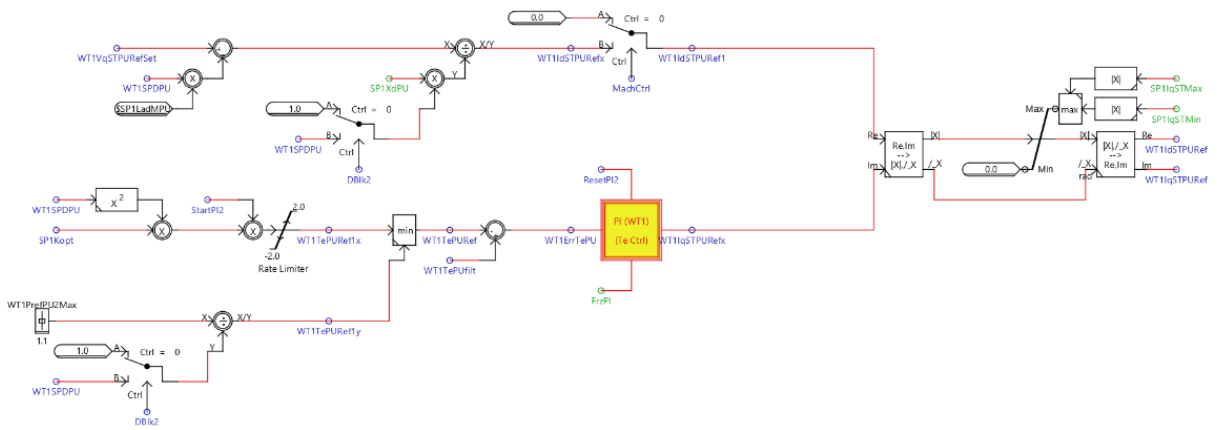 0.0
A
Ctrl = 0
B
Ctrl
MachCtrl
WT1VqSTPURefSet
WT1SPDPU
X
X
X/Y
Y
WT1IdSTPURefx
WT1IdSTPURef1
SP1XdPU
X
1.0
A
Ctrl = 0
B
Ctrl
WT1SPDPU
DBlk2
|X|
SP1IqSTMax
Max
max
|X|
SP1IqSTMin
Re
Im
Re,Im
-->
|X|,/_X
|X|
/_X
0.0
Min
|X|
/_X
rad
|X|,/_X
-->
Re,Im
Re
WT1IdSTPURef
Im
WT1IqSTPURef
WT1SPDPU
X 2
StartPI2
SP1Kopt
X
X
2.0
-2.0
Rate Limiter
WT1TePURef1x
min
WT1TePURef
WT1TePUfilt
WT1ErrTePU
ResetPI2
PI (WT1)
(Te Ctrl)
WT1IqSTPURefx
FrzPI
WT1PrefPU2Max
1.1
X
X/Y
Y
WT1TePURef1y
1.0
A
Ctrl = 0
B
Ctrl
WT1SPDPU
DBlk2